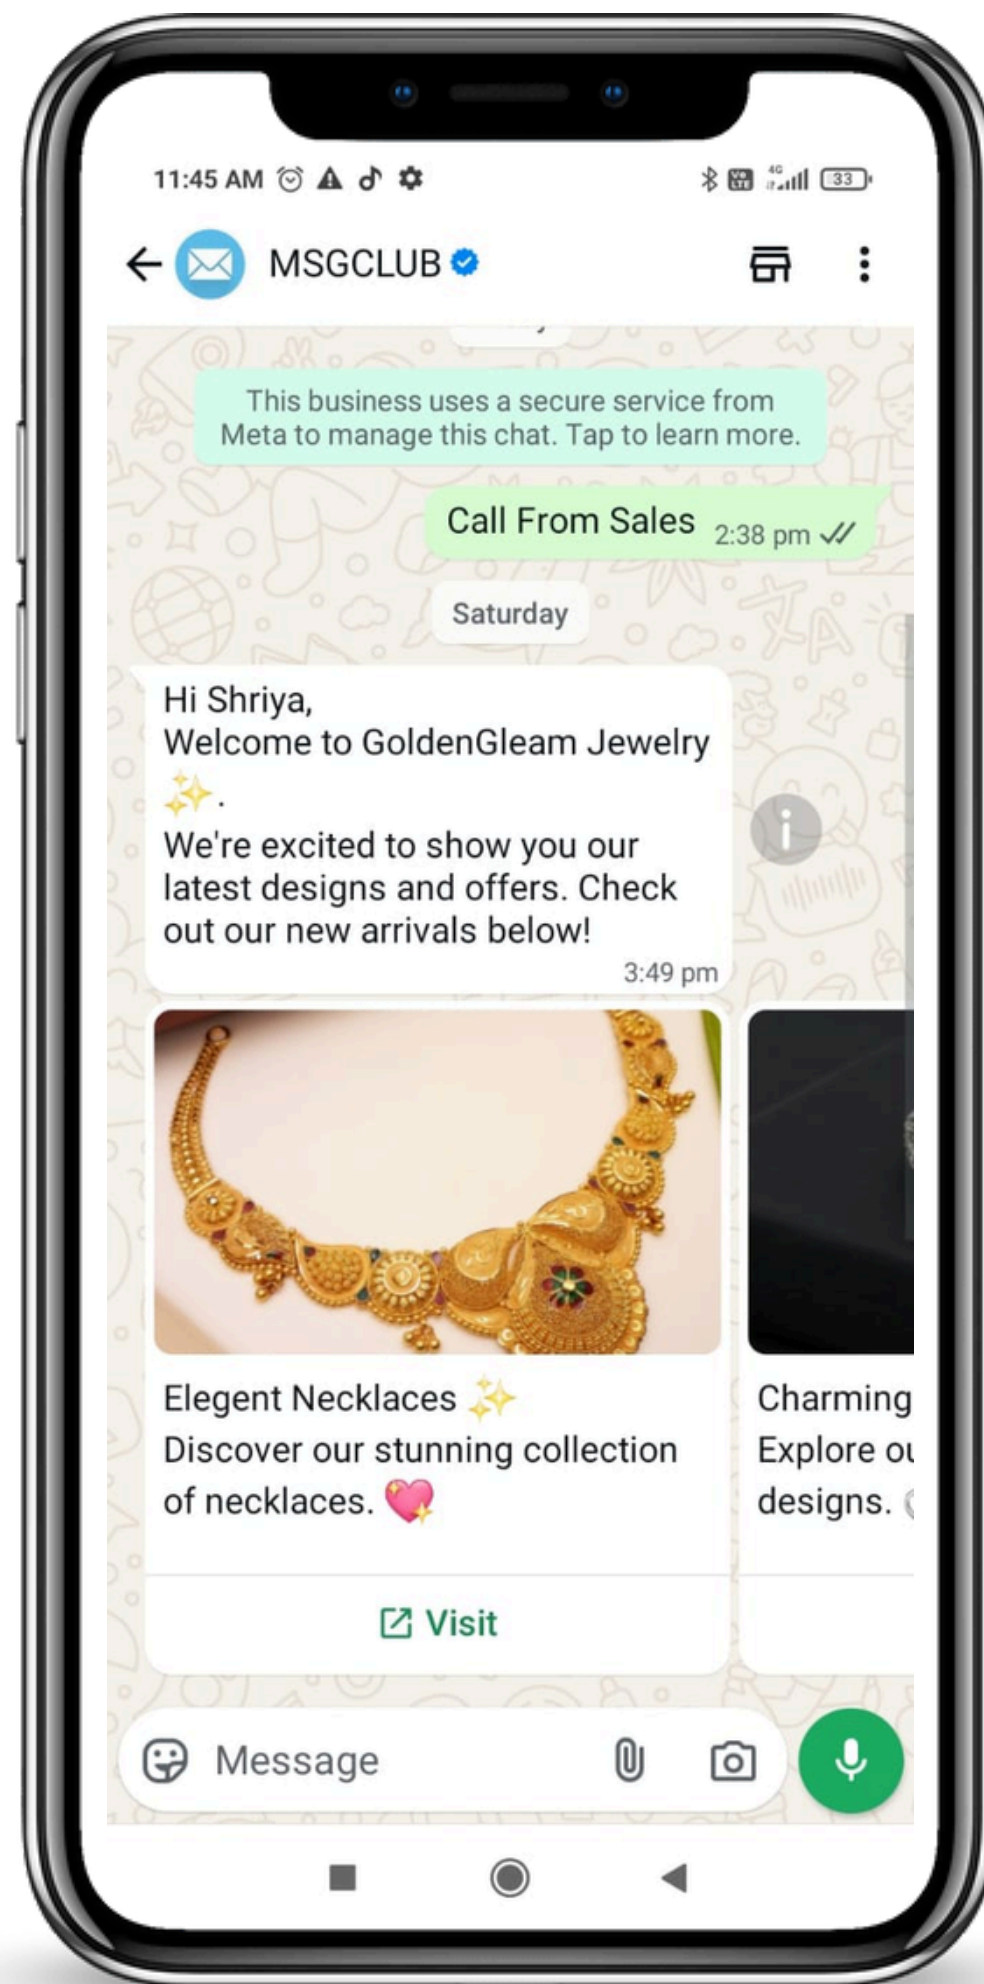 11:45 AM
VO LTE 4G 33
MSGCLUB
This business uses a secure service from
Meta to manage this chat. Tap to learn more.
Call From Sales 2:38 pm
Saturday
Hi Shriya,
Welcome to GoldenGleam Jewelry
✨.
We're excited to show you our
latest designs and offers. Check
out our new arrivals below!
3:49 pm
Elegent Necklaces ✨
Discover our stunning collection
of necklaces. 💖
Visit
Charming
Explore
designs.
Message